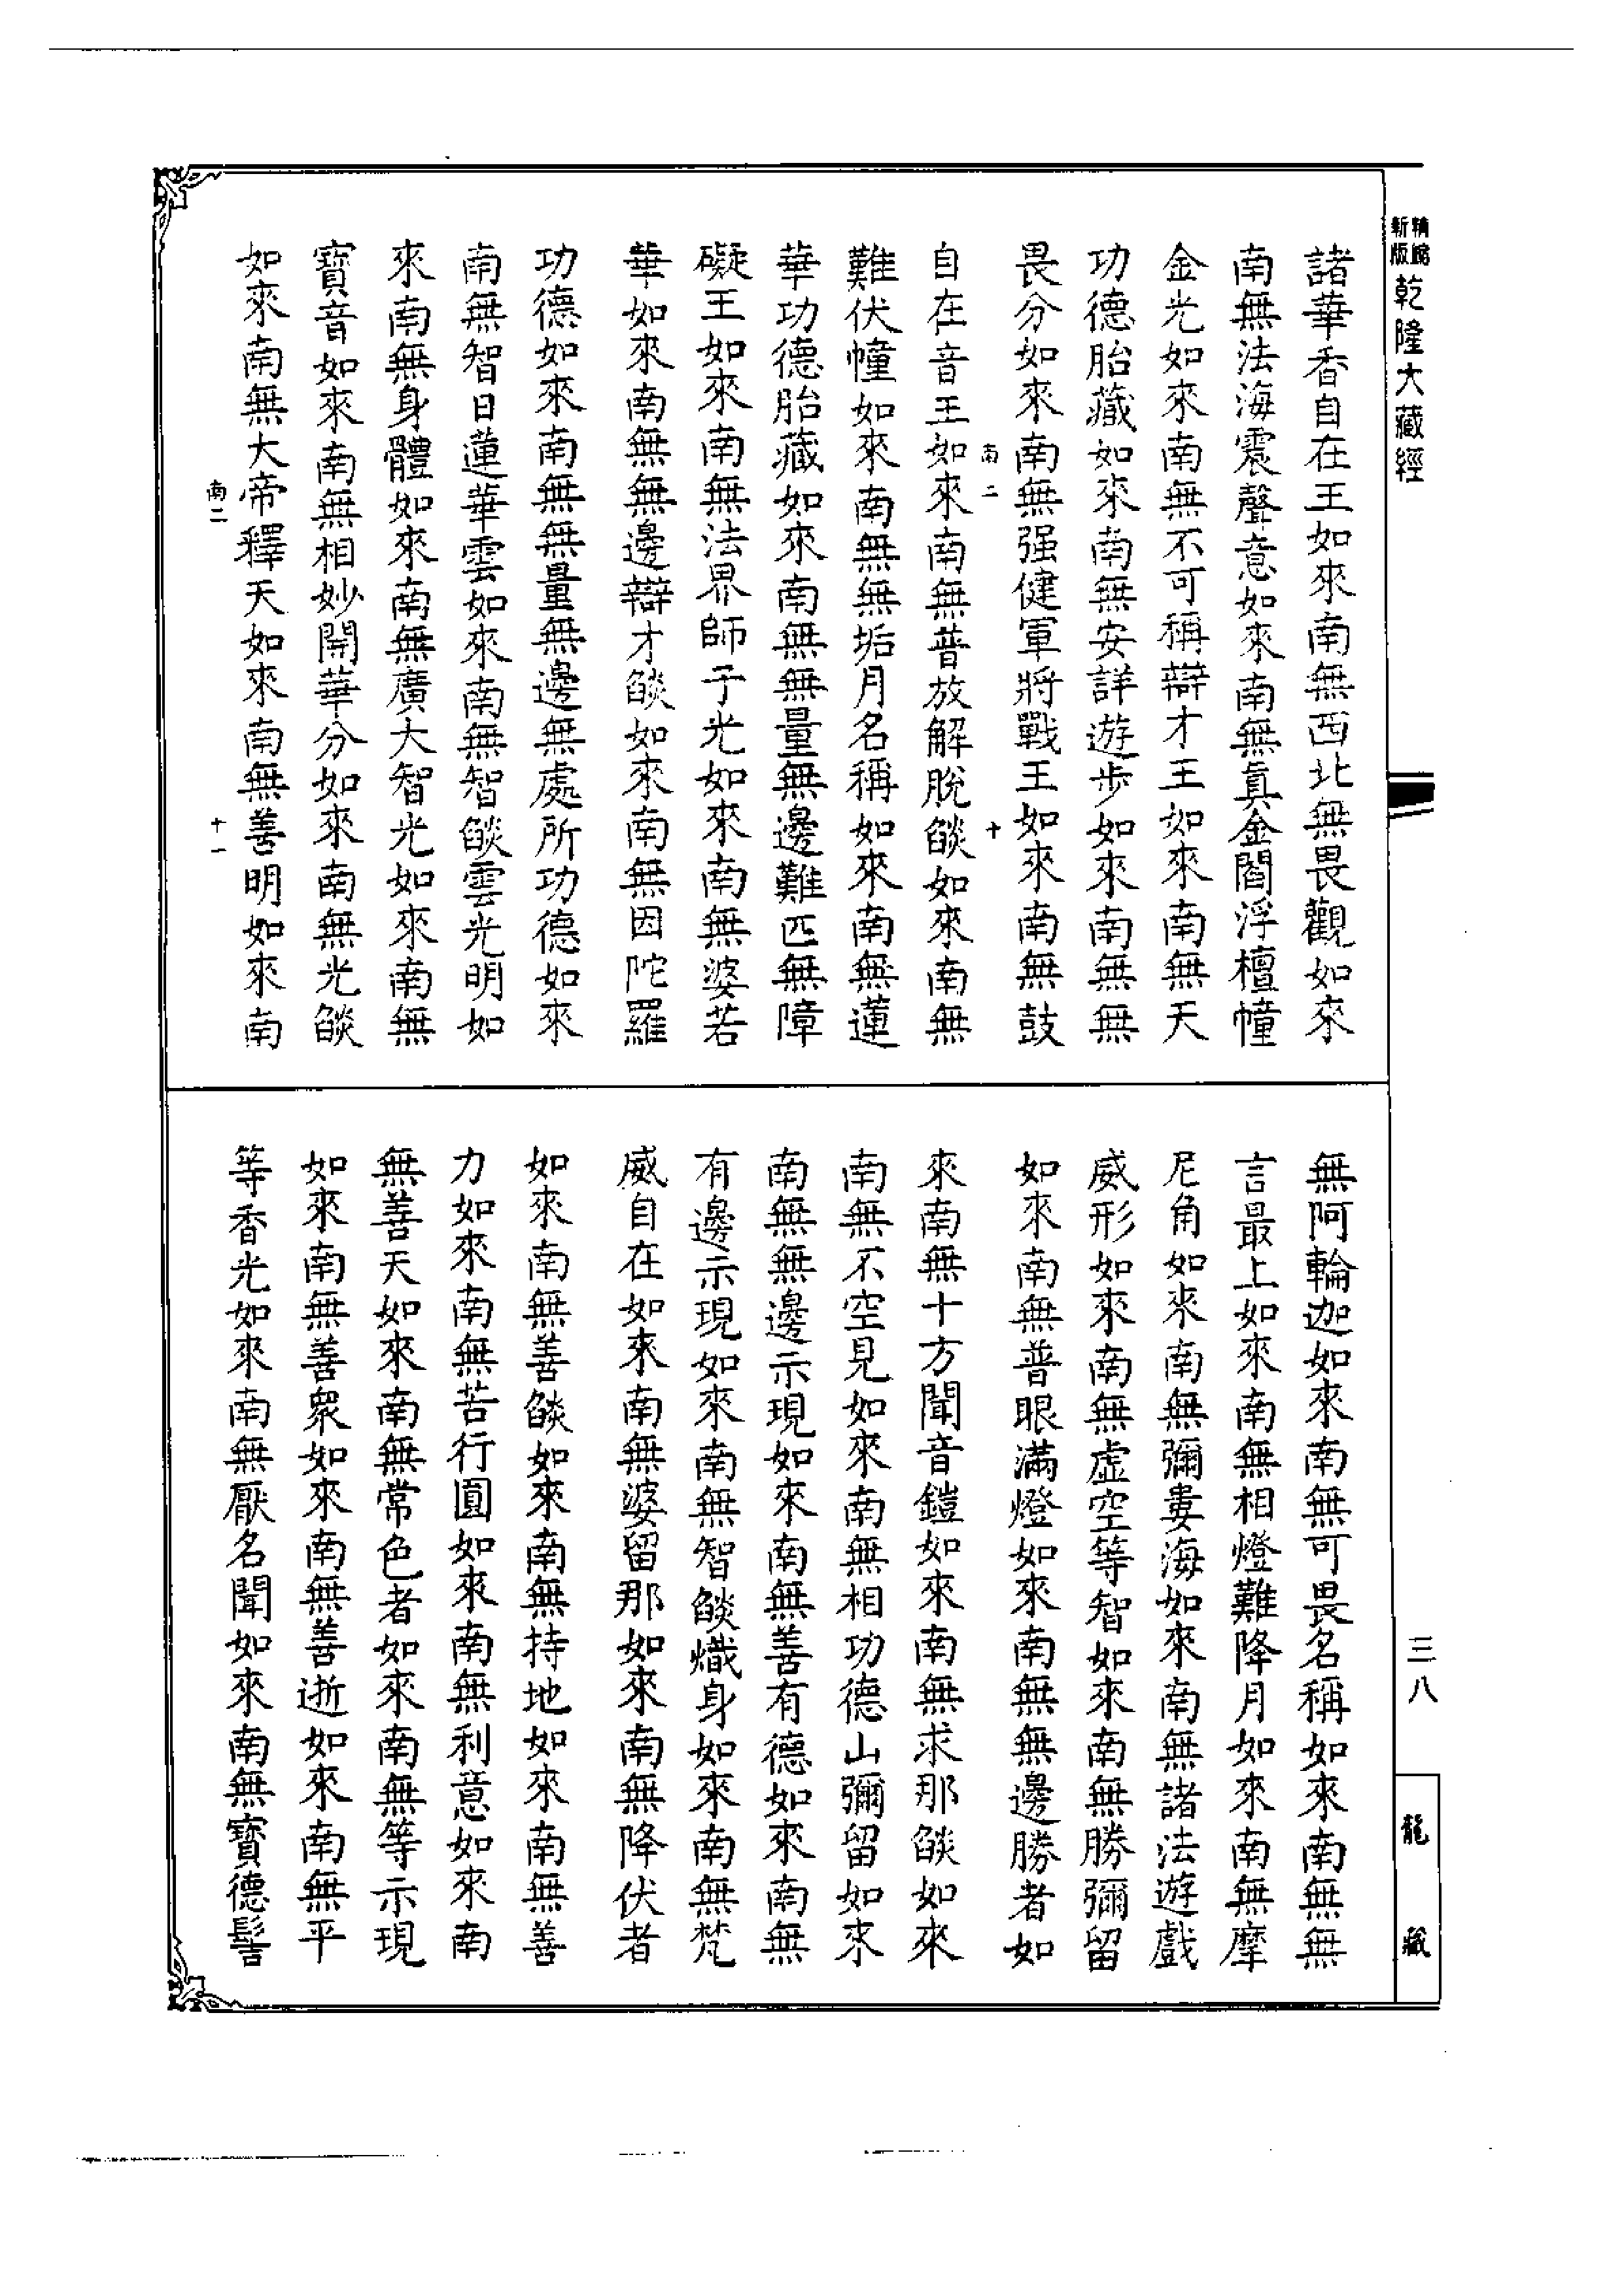 新版精縮乾隆大藏經
諸華香自在王如來南無西北無畏觀如來
南無法海震聲意如來南無真金閻浮檀幢
金光如來南無不可稱辯才王如來南無天
功德胎藏如來南無安詳遊步如來南無無
畏分如來南無强健軍將戰王如來南無鼓
南二 十
自在音王如來南無普放解脫燄如來南無
難伏幢如來南無無垢月名稱如來南無蓮
華功德胎藏如來南無無量無邊難匹無障
礙王如來南無法界師子光如來南無婆若
華如來南無無邊辯才燄如來南無因陀羅
功德如來南無無量無邊無處所功德如來
南無智日蓮華雲如來南無智燄雲光明如
來南無身體如來南無廣大智光如來南無
寶音如來南無相妙開華分如來南無光燄
如來南無大帝釋天如來南無善明如來南
南二 十一
無阿輪迦如來南無可畏名稱如來南無無
言最上如來南無相燈難降月如來南無摩
尼角如來南無彌婁海如來南無諸法遊戲
威形如來南無虛空等智如來南無勝彌留
如來南無普眼滿燈如來南無無邊勝者如
來南無十方聞音鎧如來南無求那燄如來
南無不空見如來南無相功德山彌留如來
南無無邊示現如來南無善有德如來南無
有邊示現如來南無智燄熾身如來南無梵
威自在如來南無婆留那如來南無降伏者
如來南無善燄如來南無持地如來南無善
力如來南無苦行圓如來南無利意如來南
無善天如來南無常色者如來南無等示現
如來南無善眾如來南無善逝如來南無平
等香光如來南無厭名聞如來南無寶德髻
三八
龍藏